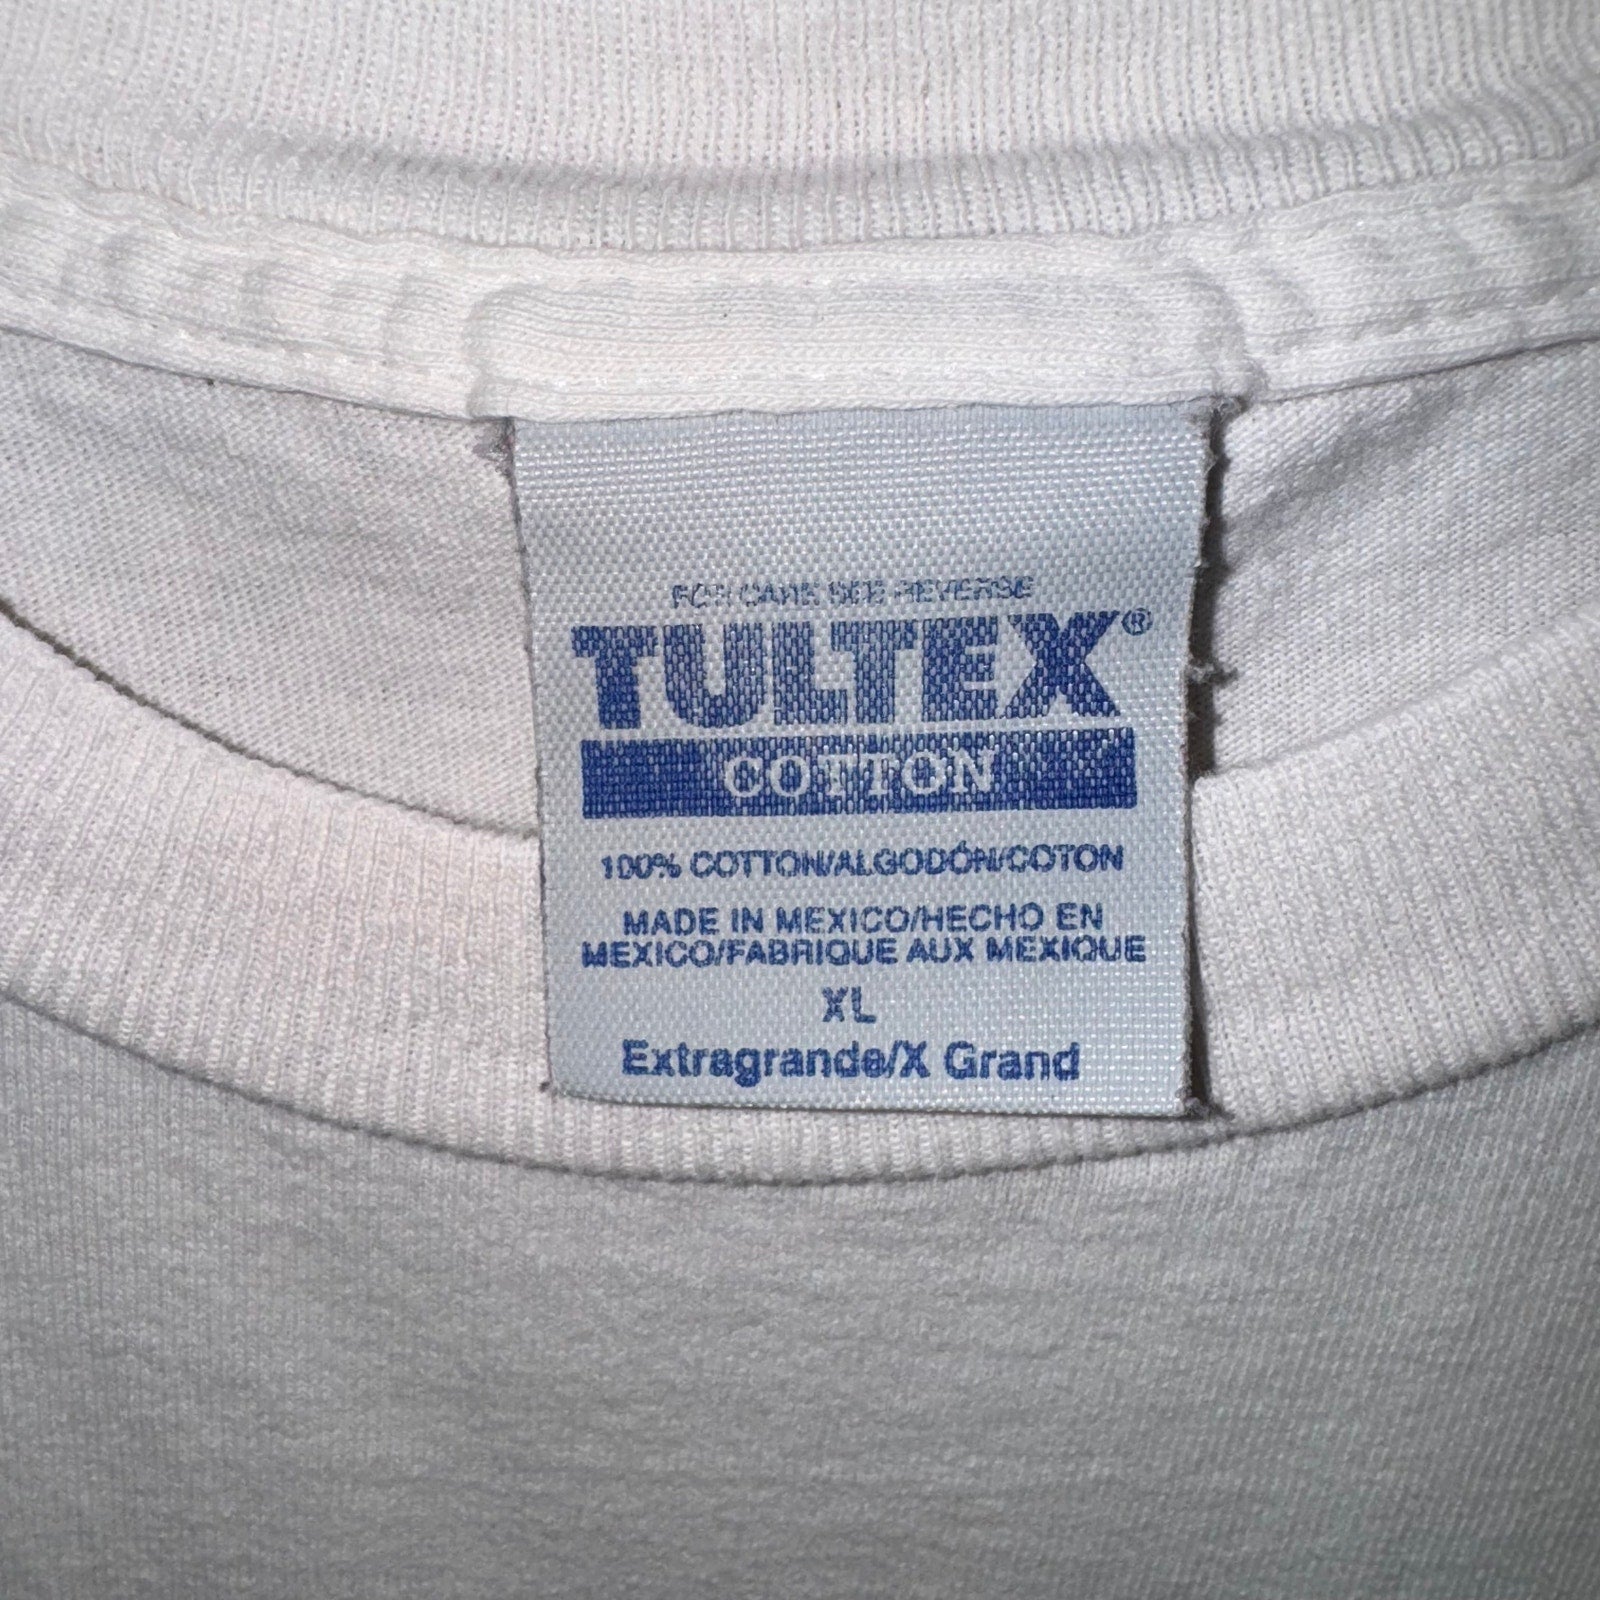 FOR CARE SEE REVERSE
TULTEX®
COTTON
100% COTTON/ALGODÓN/COTON
MADE IN MEXICO/HECHO EN
MEXICO/FABRIQUE AUX MEXIQUE
XL
Extragrande/X Grand